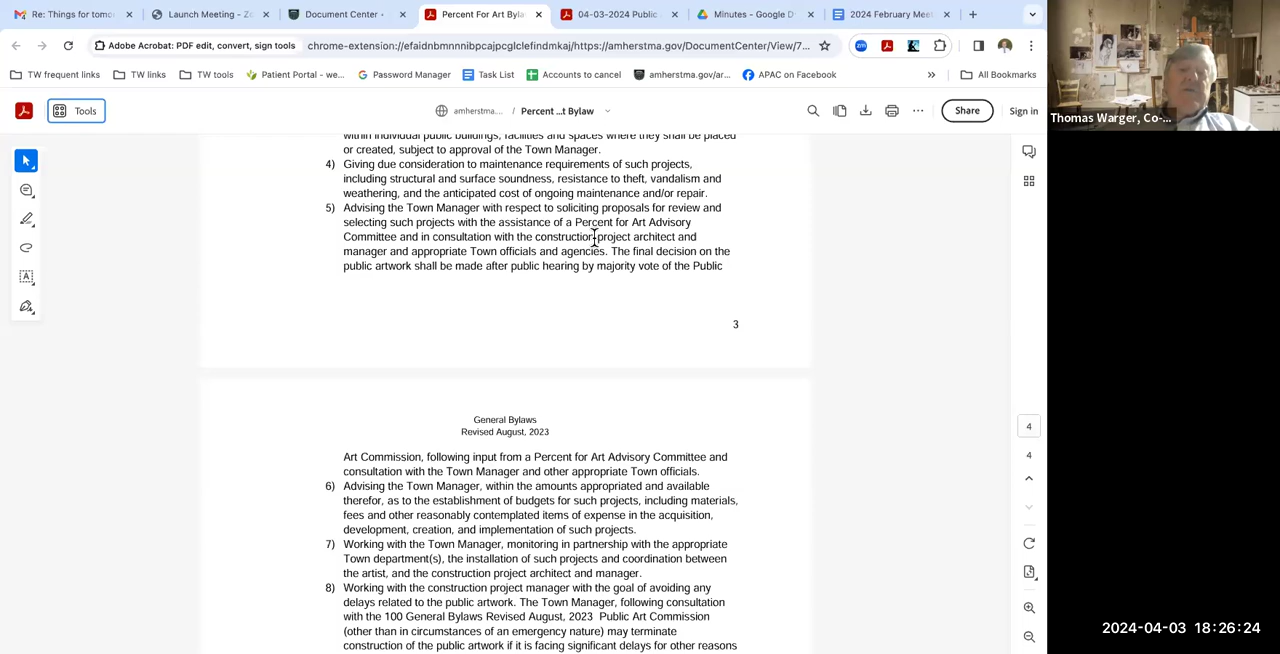 Re: Things for tomo
Launch Meeting - Z
Document Center •
Percent For Art Bylaw
04-03-2024 Public
Minutes - Google D
2024 February Mee
Adobe Acrobat: PDF edit, convert, sign tools
chrome-extension://efaidnbmnnnibpcajpcglclefindmkaj/https://amherstma.gov/DocumentCenter/View/7...
TW frequent links
TW links
TW tools
Patient Portal - we...
Password Manager
Task List
Accounts to cancel
amherstma.gov/ar...
APAC on Facebook
»
All Bookmarks
Tools
amherstma... / Percent ...t Bylaw
Share
Sign in
Thomas Warger, Co-...
within individual public buildings, facilities and spaces where they shall be placed
or created, subject to approval of the Town Manager.
4) Giving due consideration to maintenance requirements of such projects,
including structural and surface soundness, resistance to theft, vandalism and
weathering, and the anticipated cost of ongoing maintenance and/or repair.
5) Advising the Town Manager with respect to soliciting proposals for review and
selecting such projects with the assistance of a Percent for Art Advisory
Committee and in consultation with the construction project architect and
manager and appropriate Town officials and agencies. The final decision on the
public artwork shall be made after public hearing by majority vote of the Public
3
General Bylaws
Revised August, 2023
4
4
Art Commission, following input from a Percent for Art Advisory Committee and
consultation with the Town Manager and other appropriate Town officials.
6) Advising the Town Manager, within the amounts appropriated and available
therefor, as to the establishment of budgets for such projects, including materials,
fees and other reasonably contemplated items of expense in the acquisition,
development, creation, and implementation of such projects.
7) Working with the Town Manager, monitoring in partnership with the appropriate
Town department(s), the installation of such projects and coordination between
the artist, and the construction project architect and manager.
8) Working with the construction project manager with the goal of avoiding any
delays related to the public artwork. The Town Manager, following consultation
with the 100 General Bylaws Revised August, 2023 Public Art Commission
(other than in circumstances of an emergency nature) may terminate
construction of the public artwork if it is facing significant delays for other reasons
2024-04-03 18:26:24